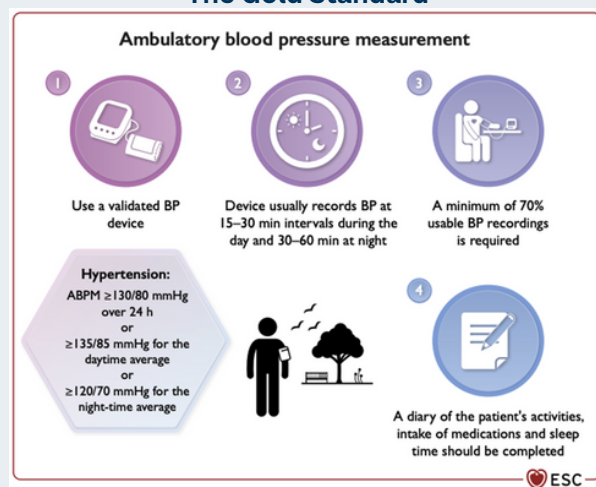 The Gold Standard
Ambulatory blood pressure measurement
1
Use a validated BP
device
2
Device usually records BP at
15–30 min intervals during the
day and 30–60 min at night
3
A minimum of 70%
usable BP recordings
is required
Hypertension:
ABPM ≥130/80 mmHg
over 24 h
or
≥135/85 mmHg for the
daytime average
or
≥120/70 mmHg for the
night-time average
4
A diary of the patient's activities,
intake of medications and sleep
time should be completed
ESC